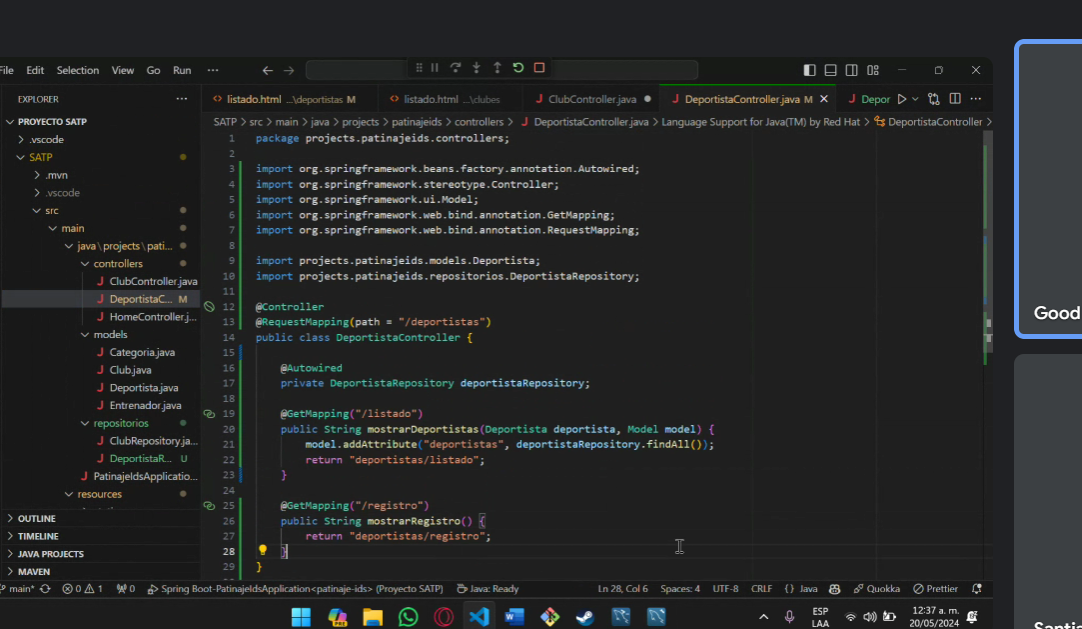 File Edit Selection View Go Run ···
EXPLORER ···
listado.html ...\deportistas M
listado.html ...\clubes
ClubController.java
DeportistaController.java M
Depor
PROYECTO SATP
SATP > src > main > java > projects > patinajeids > controllers > J DeportistaController.java > Language Support for Java(TM) by Red Hat > DeportistaController >
.vscode
SATP
.mvn
.vscode
src
main
java\projects\pati...
controllers
J ClubController.java
J DeportistaC... M
J HomeController.j...
models
J Categoria.java
J Club.java
J Deportista.java
J Entrenador.java
repositorios
J ClubRepository.ja...
J DeportistaR... U
J PatinajeIdsApplicatio...
resources
OUTLINE
TIMELINE
JAVA PROJECTS
MAVEN
1 package projects.patinajeids.controllers;
2
3 import org.springframework.beans.factory.annotation.Autowired;
4 import org.springframework.stereotype.Controller;
5 import org.springframework.ui.Model;
6 import org.springframework.web.bind.annotation.GetMapping;
7 import org.springframework.web.bind.annotation.RequestMapping;
8
9 import projects.patinajeids.models.Deportista;
10 import projects.patinajeids.repositorios.DeportistaRepository;
11
12 @Controller
13 @RequestMapping(path = "/deportistas")
14 public class DeportistaController {
15
16 @Autowired
17 private DeportistaRepository deportistaRepository;
18
19 @GetMapping("/listado")
20 public String mostrarDeportistas(Deportista deportista, Model model) {
21 model.addAttribute("deportistas", deportistaRepository.findAll());
22 return "deportistas/listado";
23 }
24
25 @GetMapping("/registro")
26 public String mostrarRegistro() {
27 return "deportistas/registro";
28 }
29 }
main* 0 1 0 Spring Boot-PatinajeIdsApplication<patinaje-ids> (Proyecto SATP) Java: Ready Ln 28, Col 6 Spaces: 4 UTF-8 CRLF {} Java Quokka Prettier
ESP
LAA
12:37 a. m.
20/05/2024
Good
Santia